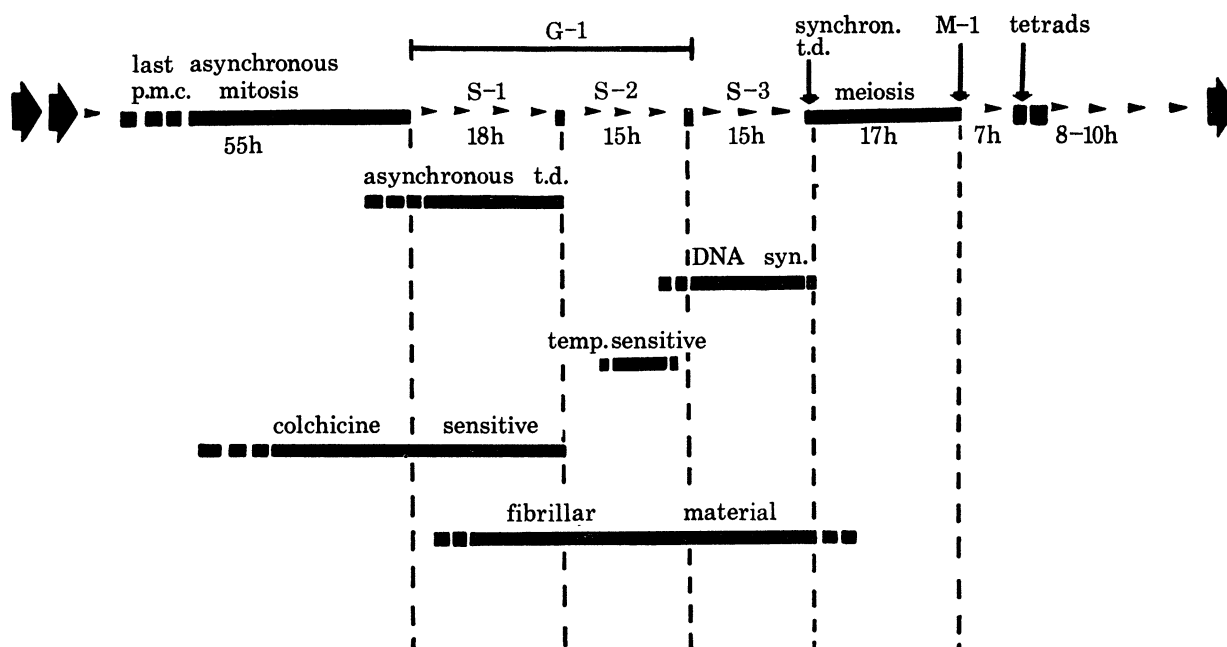 G-1
synchron. M-1 tetrads
t.d.
last asynchronous
p.m.c. mitosis S-1 S-2 S-3 meiosis
55h 18h 15h 15h 17h 7h 8-10h
asynchronous t.d.
DNA syn.
temp. sensitive
colchicine sensitive
fibrillar material